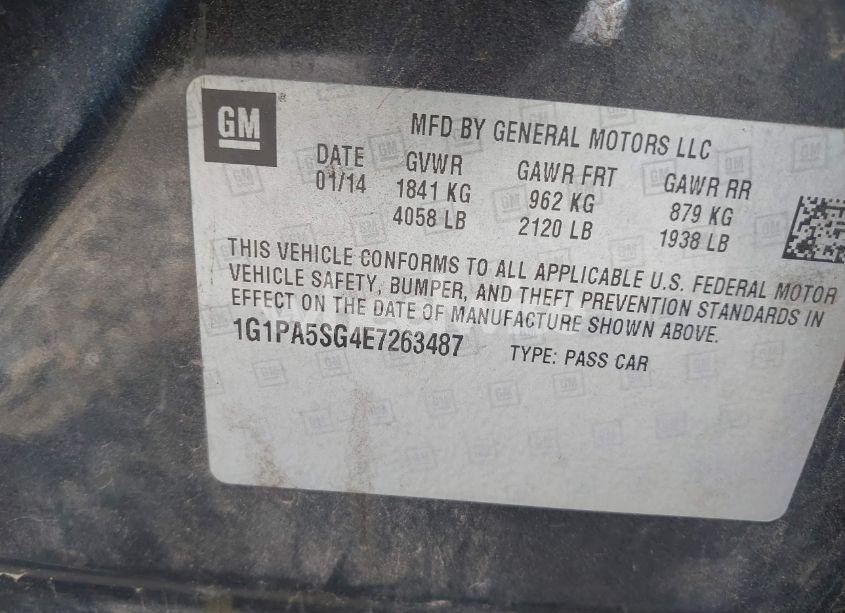 GM ®
MFD BY GENERAL MOTORS LLC
DATE GVWR GAWR FRT GAWR RR
01/14 1841 KG 962 KG 879 KG
4058 LB 2120 LB 1938 LB
THIS VEHICLE CONFORMS TO ALL APPLICABLE U.S. FEDERAL MOTOR
VEHICLE SAFETY, BUMPER, AND THEFT PREVENTION STANDARDS IN
EFFECT ON THE DATE OF MANUFACTURE SHOWN ABOVE.
1G1PA5SG4E7263487 TYPE: PASS CAR